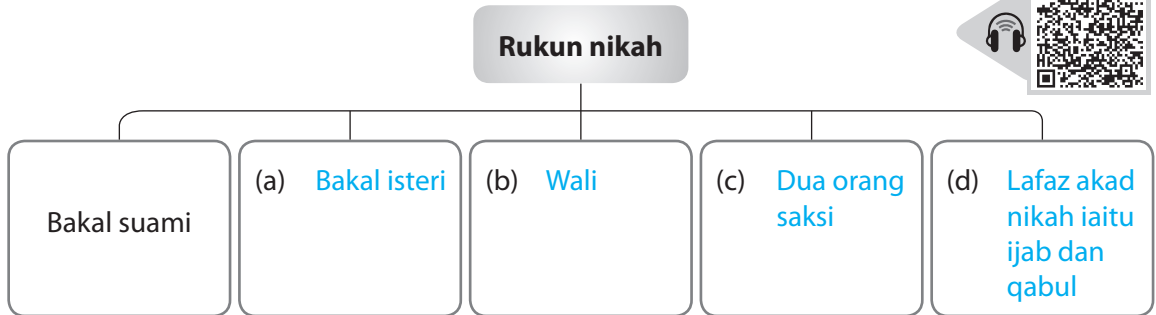 Rukun nikah
Bakal suami
(a) Bakal isteri
(b) Wali
(c) Dua orang
saksi
(d) Lafaz akad
nikah iaitu
ijab dan
qabul